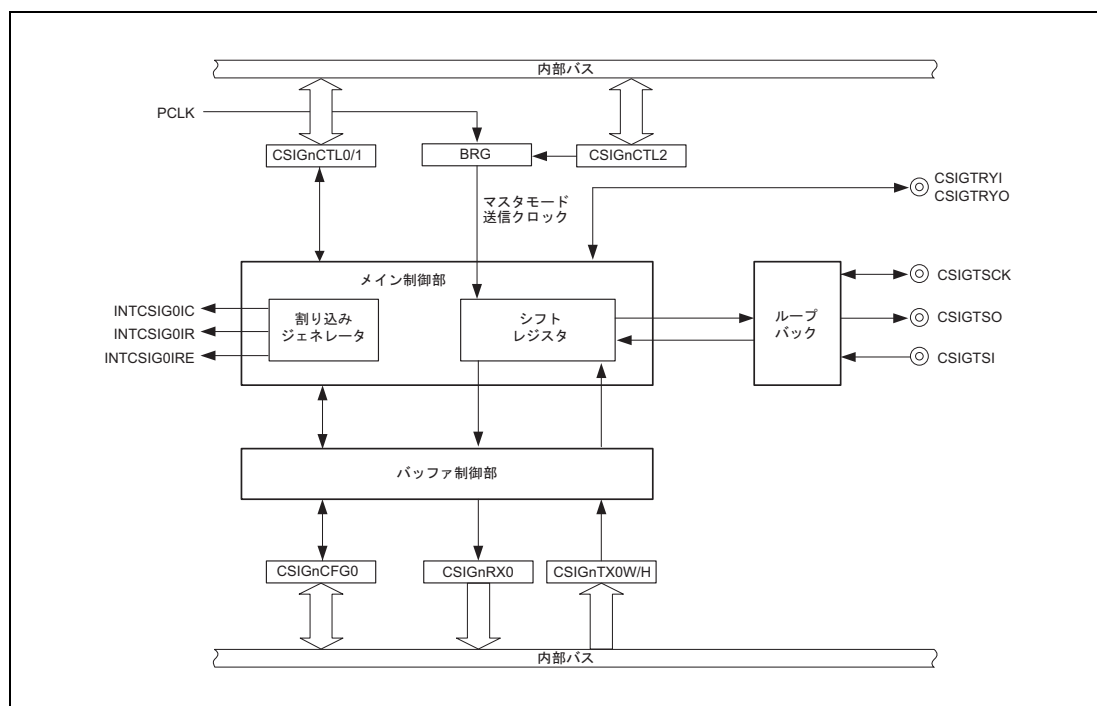 内部バス
PCLK
CSIGnCTL0/1
BRG
CSIGnCTL2
CSIGTRYI
CSIGTRYO
マスタモード
送信クロック
メイン制御部
INTCSIG0IC
INTCSIG0IR
INTCSIG0IRE
割り込み
ジェネレータ
シフト
レジスタ
ループ
バック
CSIGTSCK
CSIGTSO
CSIGTSI
バッファ制御部
CSIGnCFG0
CSIGnRX0
CSIGnTX0W/H
内部バス